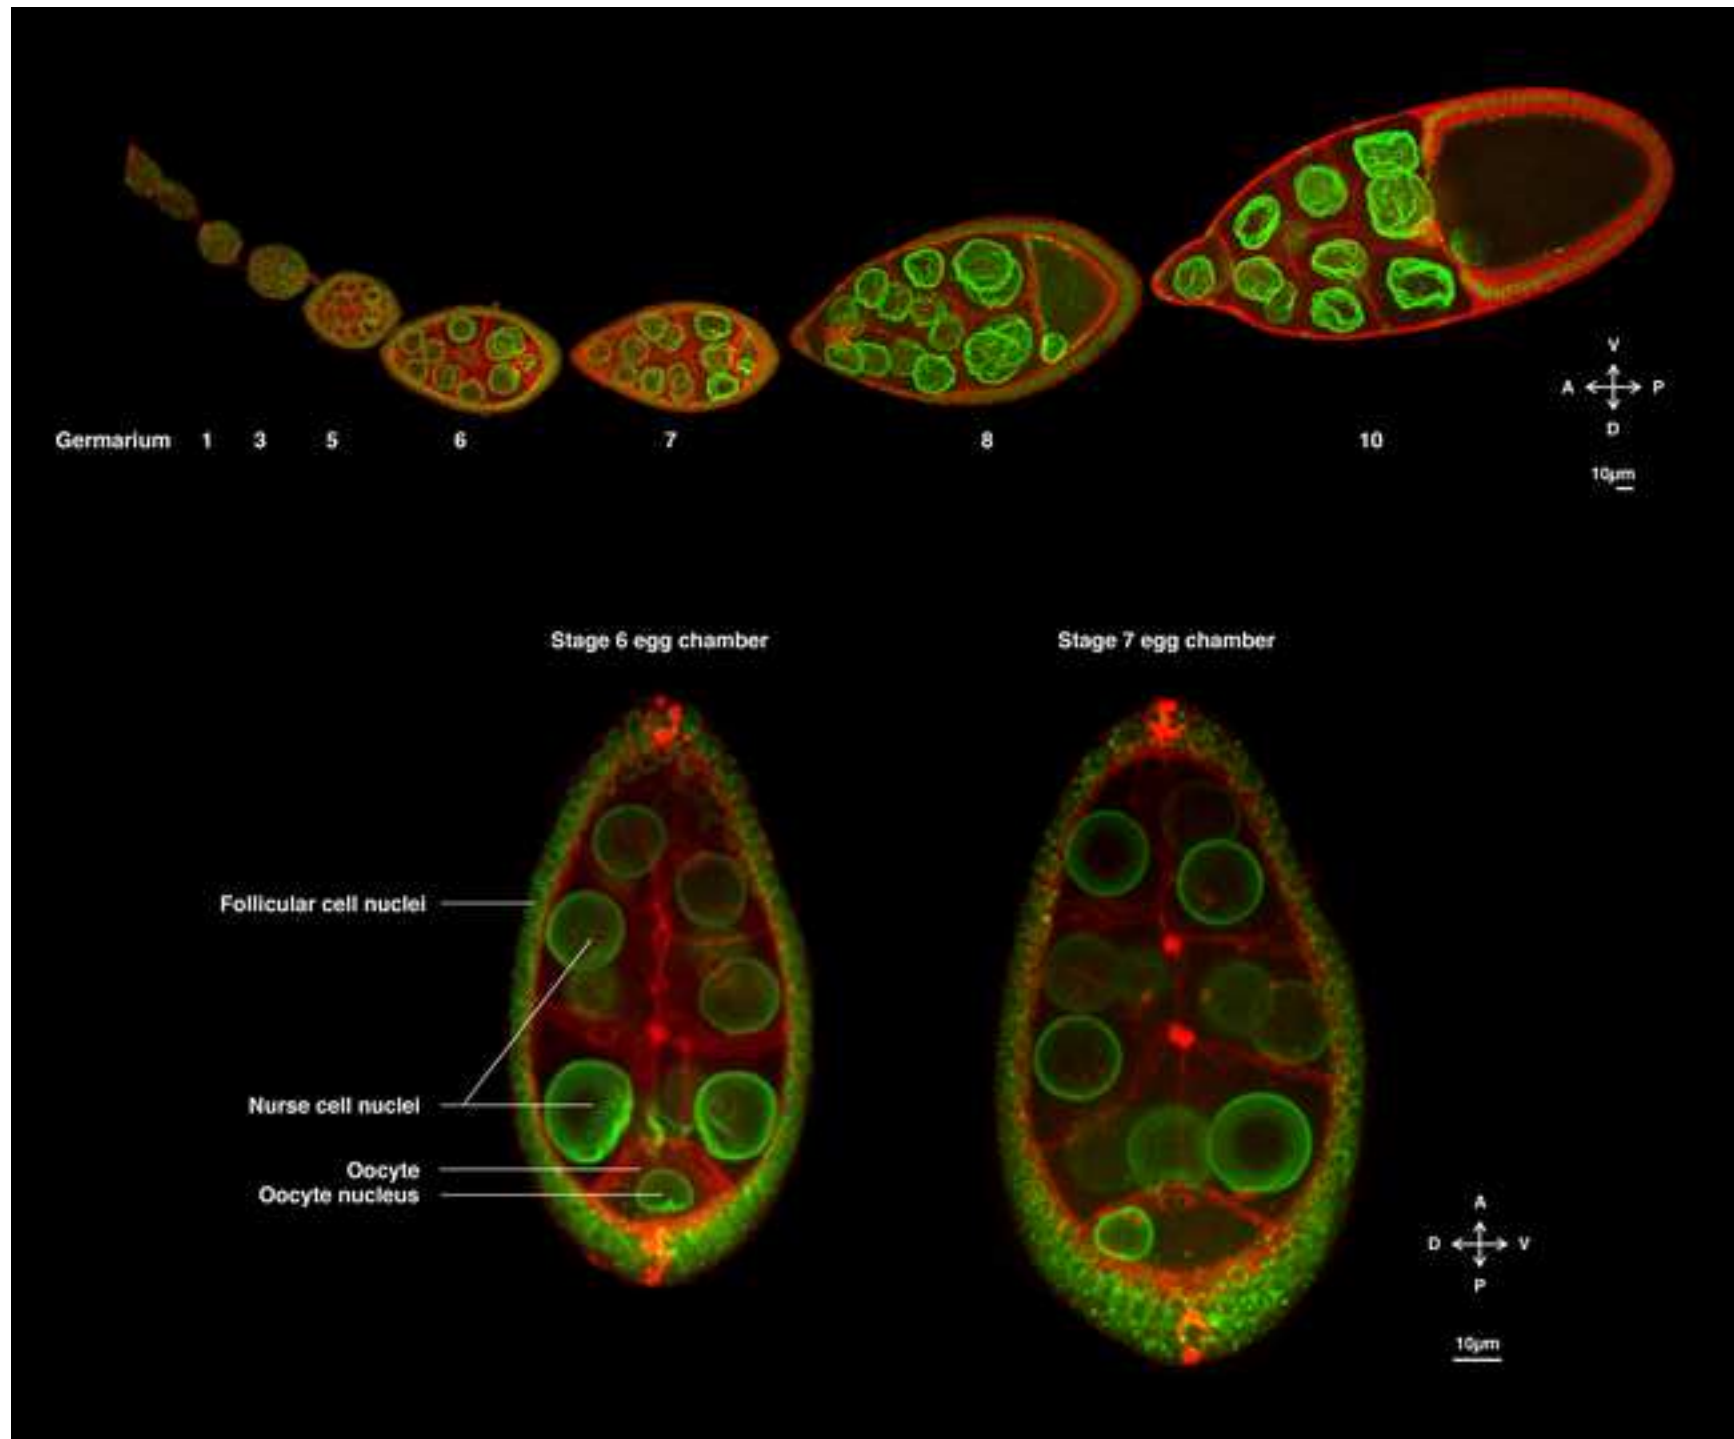 V
A P
D
10µm
Germarium 1 3 5 6 7 8 10
Stage 6 egg chamber Stage 7 egg chamber
Follicular cell nuclei
Nurse cell nuclei
Oocyte
Oocyte nucleus
A
D V
P
10µm